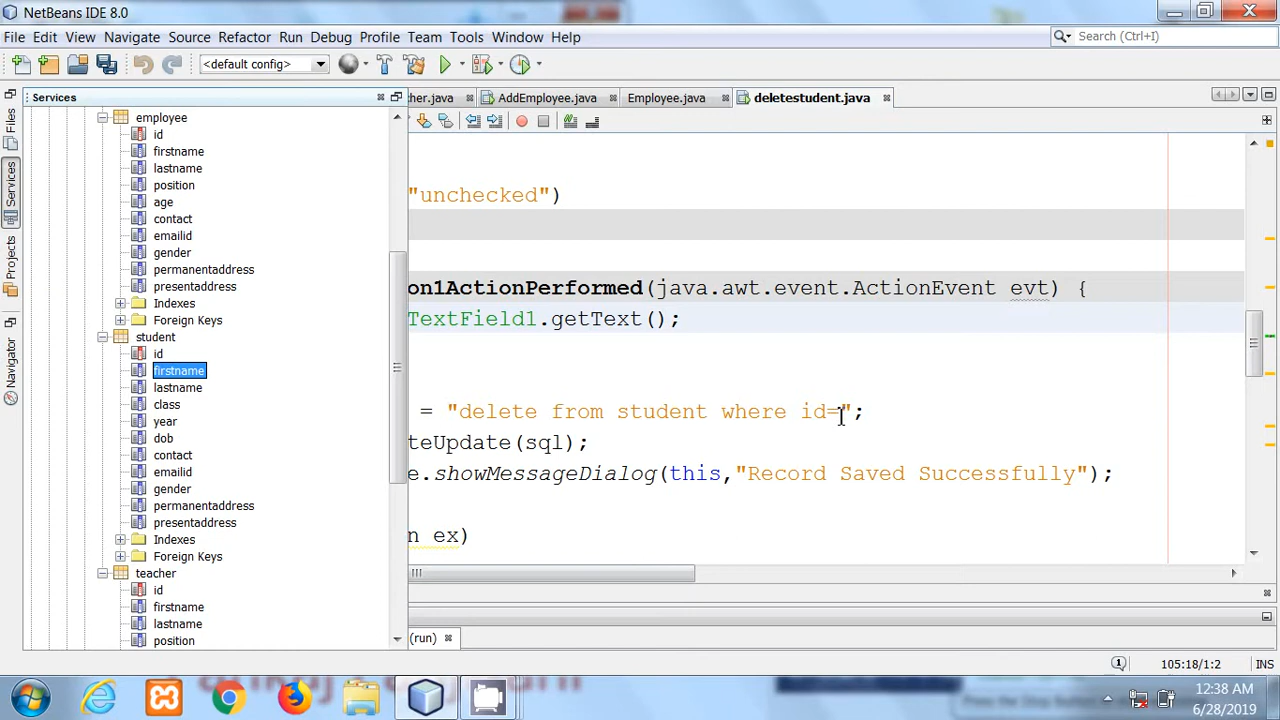 NetBeans IDE 8.0
File Edit View Navigate Source Refactor Run Debug Profile Team Tools Window Help
Search (Ctrl+I)
<default config>
Services
her.java
AddEmployee.java
Employee.java
deletestudent.java
Files
Services
Projects
Navigator
employee
id
firstname
lastname
position
age
contact
emailid
gender
permanentaddress
presentaddress
Indexes
Foreign Keys
student
id
firstname
lastname
class
year
dob
contact
emailid
gender
permanentaddress
presentaddress
Indexes
Foreign Keys
teacher
id
firstname
lastname
position
"unchecked")
on1ActionPerformed(java.awt.event.ActionEvent evt) {
TextField1.getText();
= "delete from student where id=";
teUpdate(sql);
e.showMessageDialog(this,"Record Saved Successfully");
n ex)
(run)
105:18/1:2
INS
12:38 AM
6/28/2019